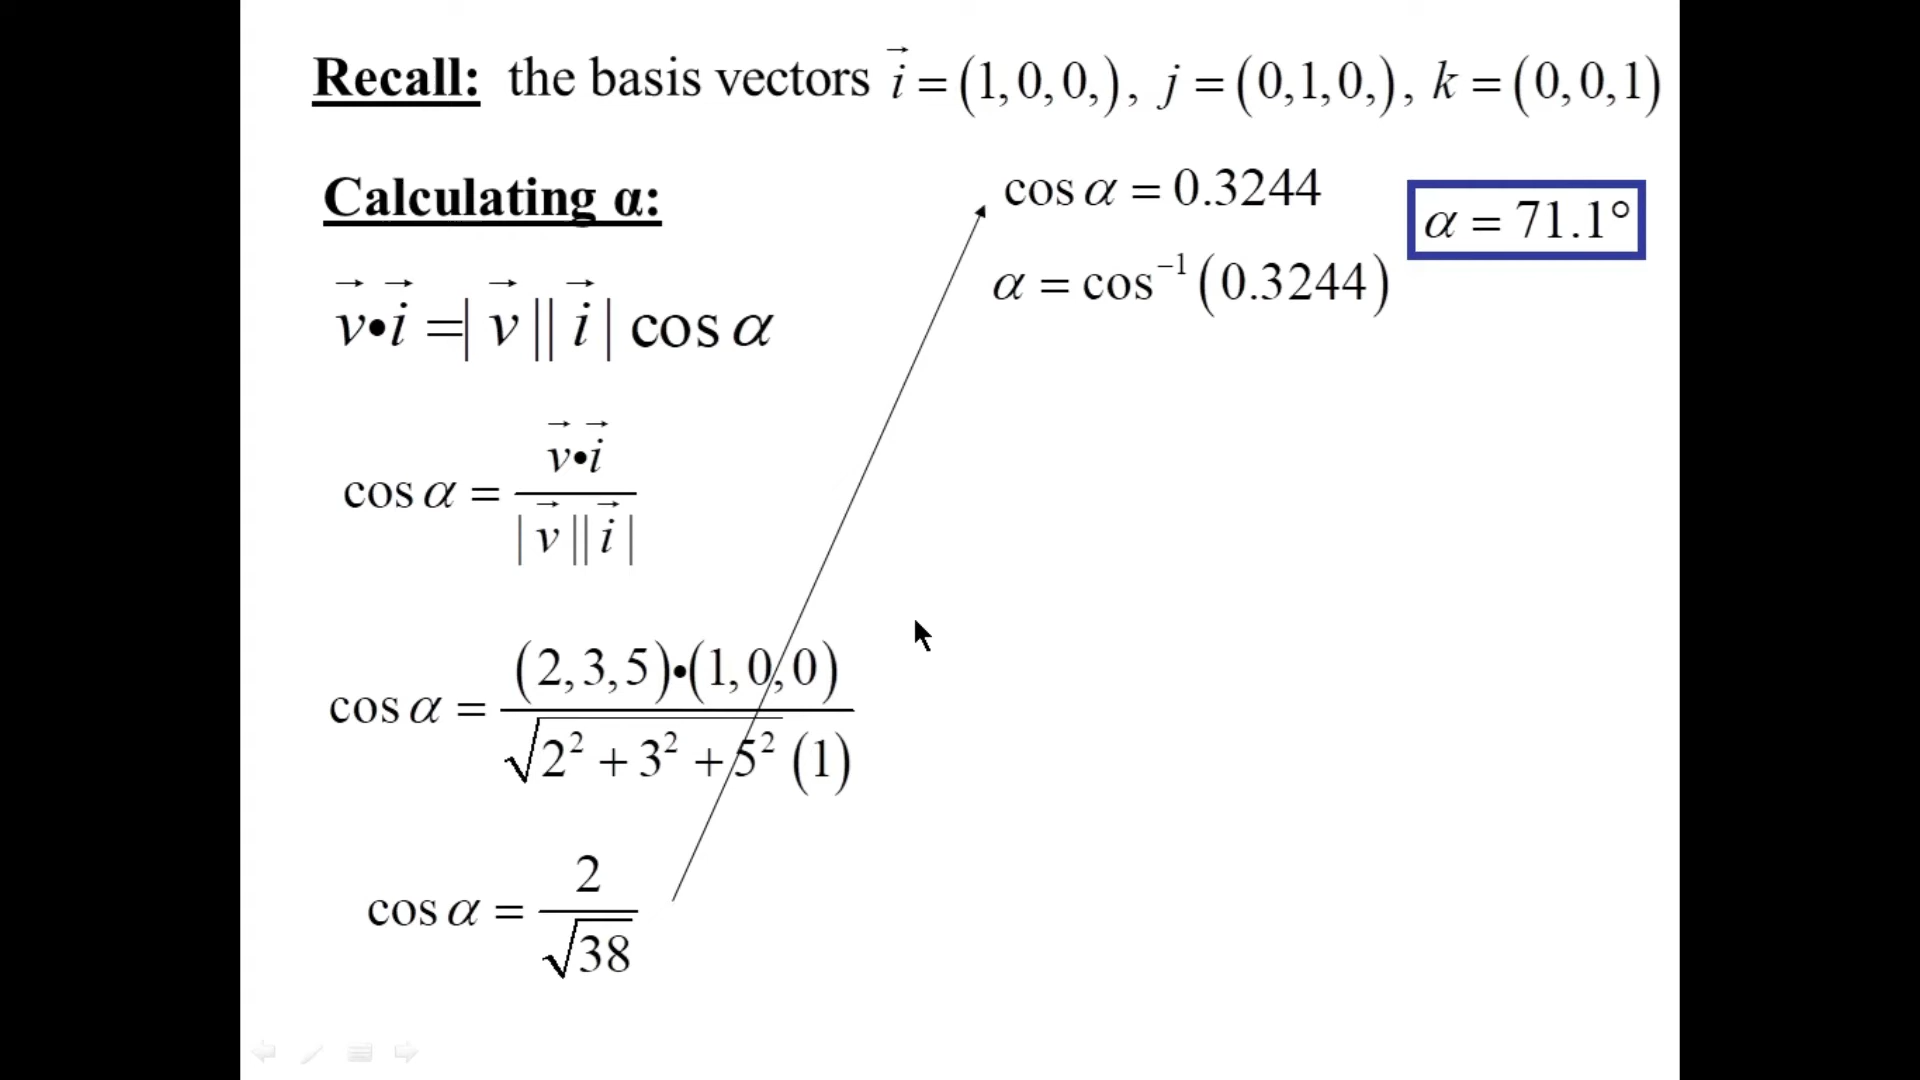 Recall: the basis vectors i⃗ = (1, 0, 0,), j = (0,1,0,), k = (0,0,1)
Calculating α:
v⃗•i⃗ =| v⃗ || i⃗ | cos α
cos α = v⃗•i⃗ / | v⃗ || i⃗ |
cos α = (2,3,5)•(1,0,0) / √(2² + 3² + 5²) (1)
cos α = 2 / √38
cos α = 0.3244
α = cos⁻¹(0.3244)
α = 71.1°